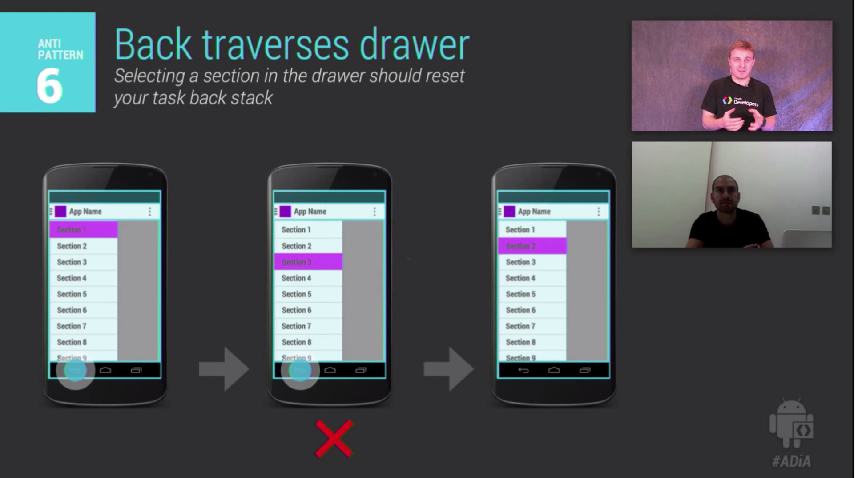 ANTI
PATTERN
6
Back traverses drawer
Selecting a section in the drawer should reset
your task back stack
App Name
Section 1
Section 2
Section 3
Section 4
Section 5
Section 6
Section 7
Section 8
Section 9
App Name
Section 1
Section 2
Section 3
Section 4
Section 5
Section 6
Section 7
Section 8
Section 9
App Name
Section 1
Section 2
Section 3
Section 4
Section 5
Section 6
Section 7
Section 8
Section 9
Developers
#ADiA